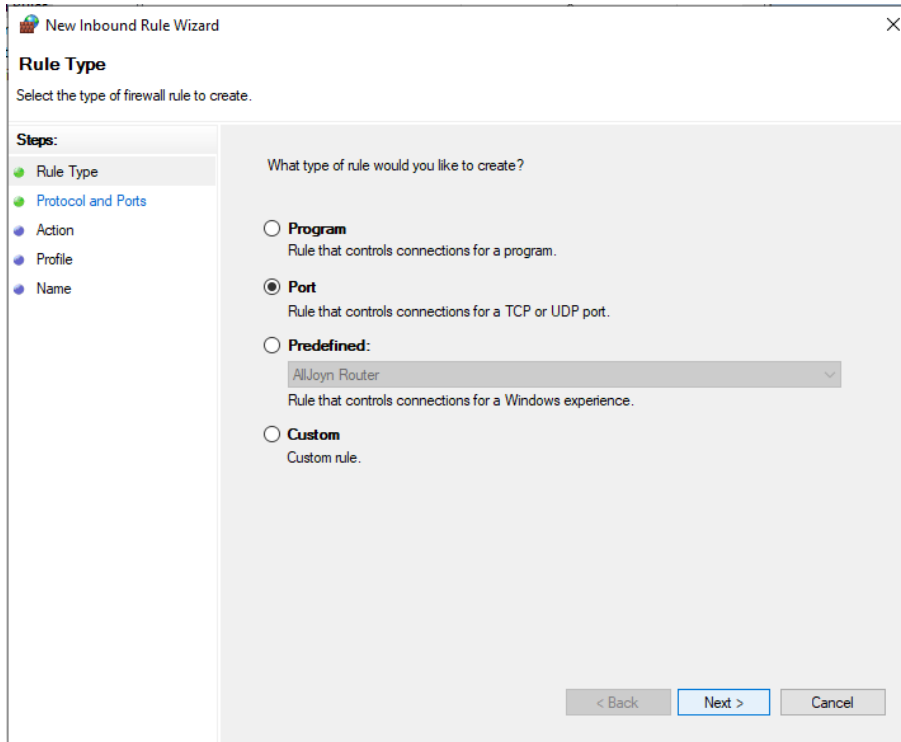 New Inbound Rule Wizard
Rule Type
Select the type of firewall rule to create.
Steps:
Rule Type
Protocol and Ports
Action
Profile
Name
What type of rule would you like to create?
Program
Rule that controls connections for a program.
Port
Rule that controls connections for a TCP or UDP port.
Predefined:
AllJoyn Router
Rule that controls connections for a Windows experience.
Custom
Custom rule.
< Back Next > Cancel